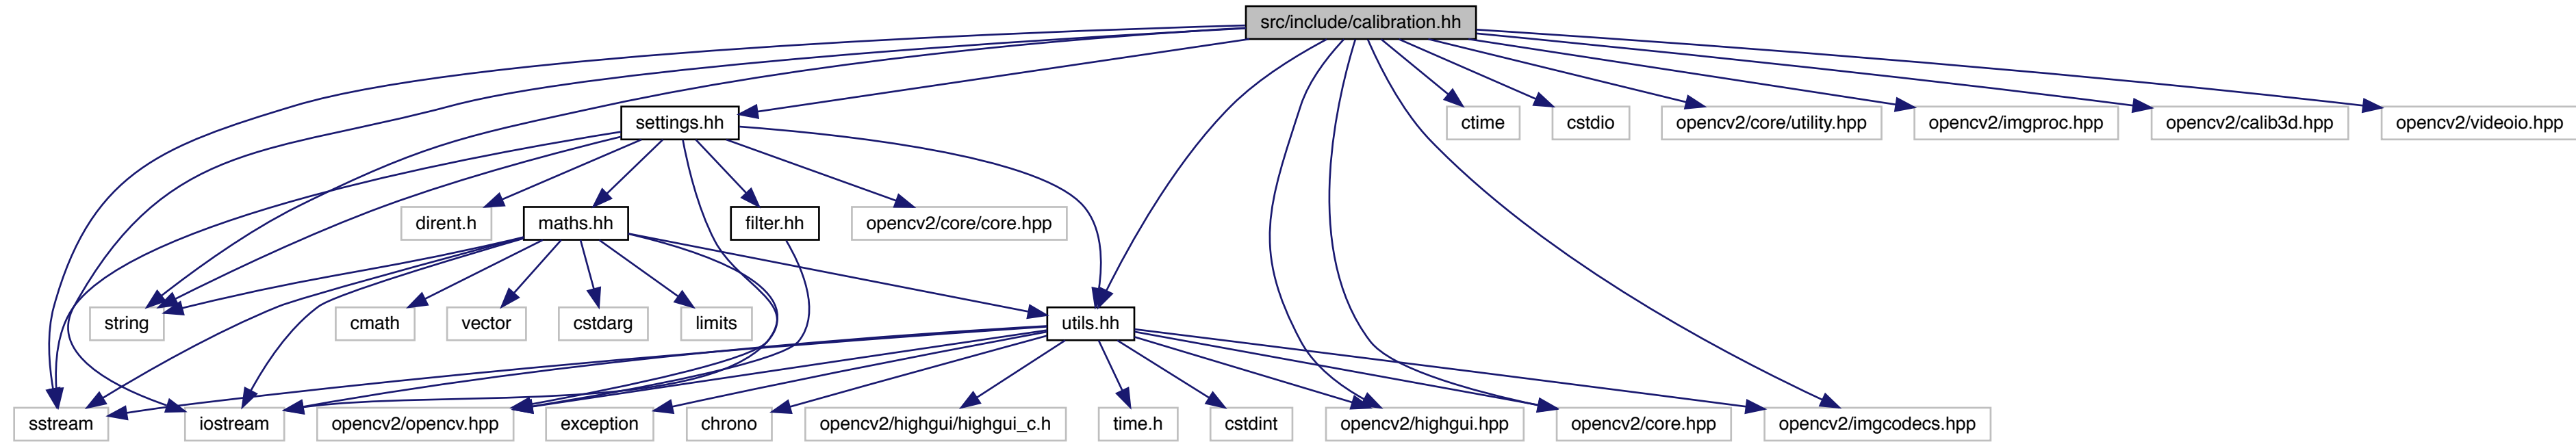 src/include/calibration.hh
settings.hh
ctime
cstdio
opencv2/core/utility.hpp
opencv2/imgproc.hpp
opencv2/calib3d.hpp
opencv2/videoio.hpp
dirent.h
maths.hh
filter.hh
opencv2/core/core.hpp
string
cmath
vector
cstdarg
limits
utils.hh
sstream
iostream
opencv2/opencv.hpp
exception
chrono
opencv2/highgui/highgui_c.h
time.h
cstdint
opencv2/highgui.hpp
opencv2/core.hpp
opencv2/imgcodecs.hpp